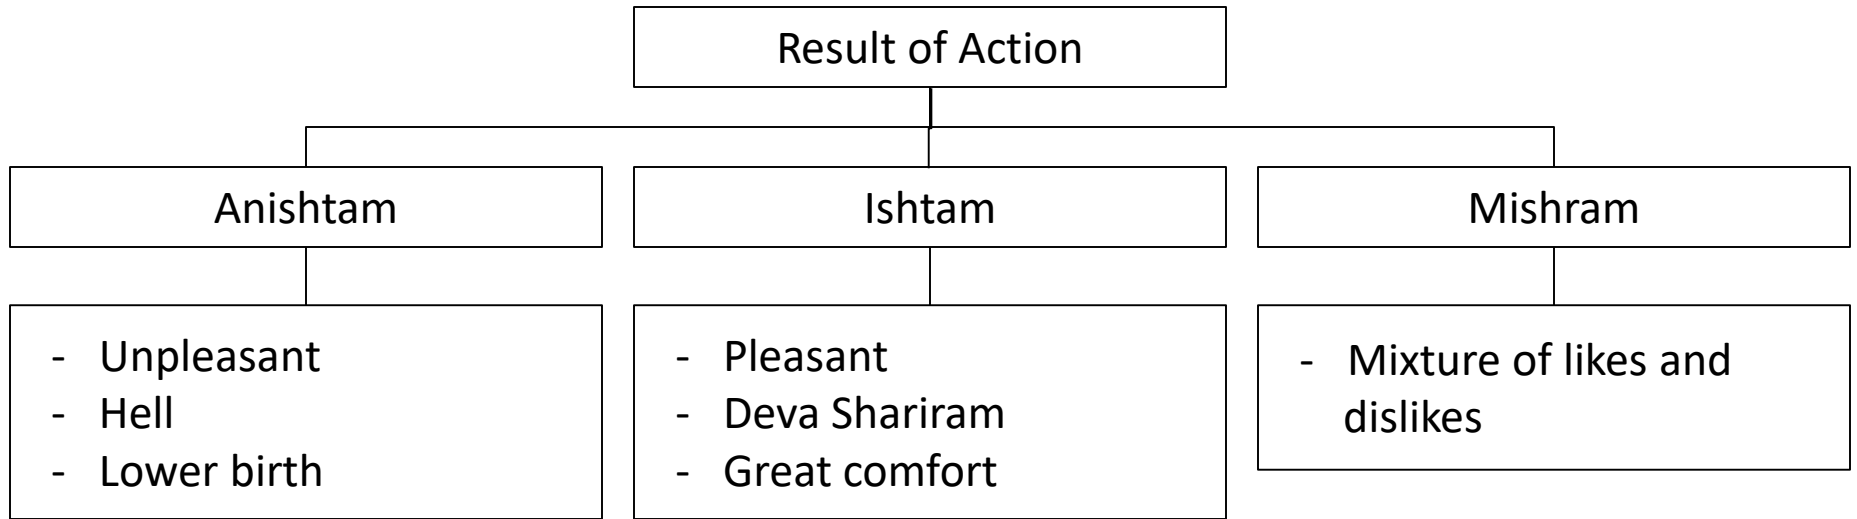 Result of Action
Anishtam
Ishtam
Mishram
- Unpleasant
- Hell
- Lower birth
- Pleasant
- Deva Shariram
- Great comfort
- Mixture of likes and
dislikes